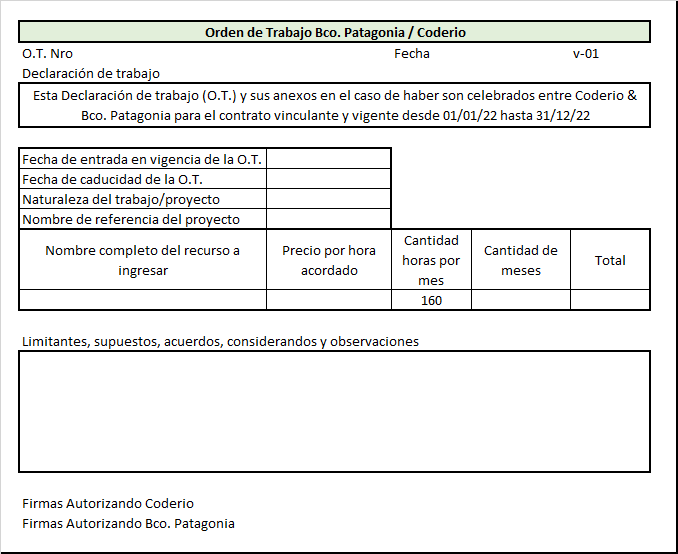 Orden de Trabajo Bco. Patagonia / Coderio
O.T. Nro Fecha v-01
Declaración de trabajo
Esta Declaración de trabajo (O.T.) y sus anexos en el caso de haber son celebrados entre Coderio &
Bco. Patagonia para el contrato vinculante y vigente desde 01/01/22 hasta 31/12/22
Fecha de entrada en vigencia de la O.T.
Fecha de caducidad de la O.T.
Naturaleza del trabajo/proyecto
Nombre de referencia del proyecto
Nombre completo del recurso a
ingresar
Precio por hora
acordado
Cantidad
horas por
mes
Cantidad de
meses
Total
160
Limitantes, supuestos, acuerdos, considerandos y observaciones
Firmas Autorizando Coderio
Firmas Autorizando Bco. Patagonia